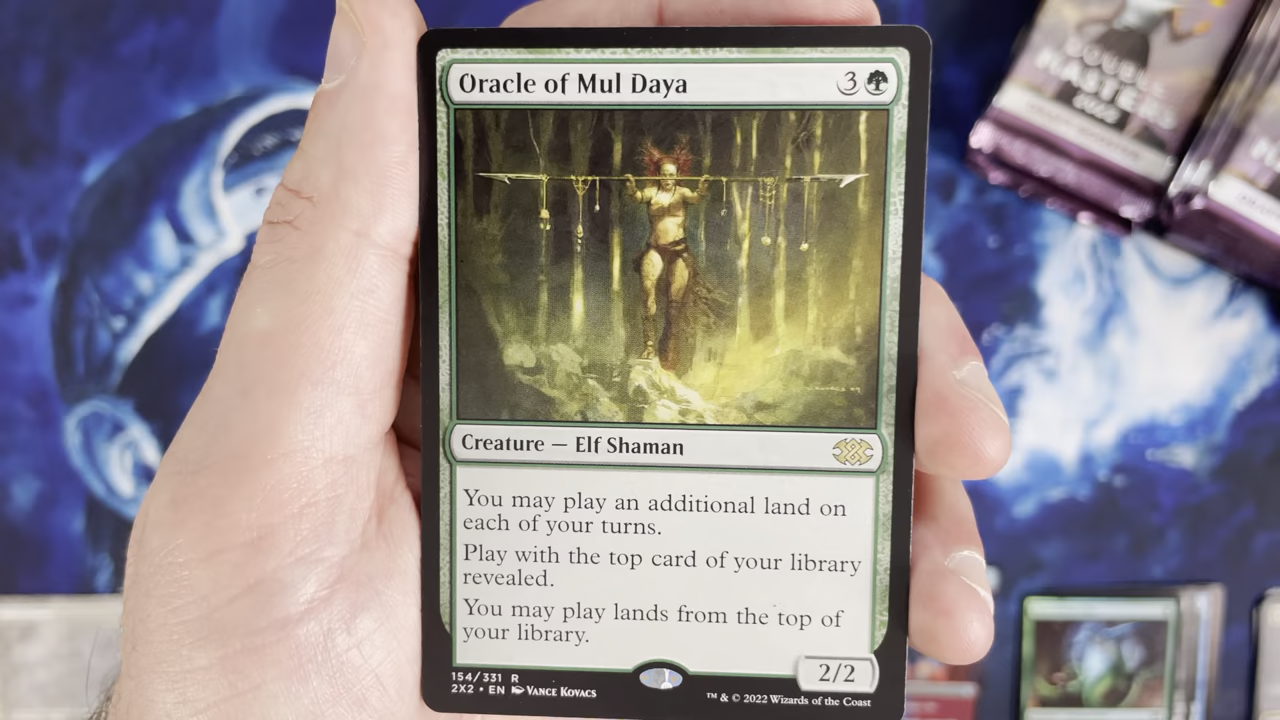 Oracle of Mul Daya 3
Creature — Elf Shaman
You may play an additional land on
each of your turns.
Play with the top card of your library
revealed.
You may play lands from the top of
your library.
2/2
154/331 R
2X2 • EN VANCE KOVACS
™ & © 2022 Wizards of the Coast
DOUBLE
MASTERS
2022